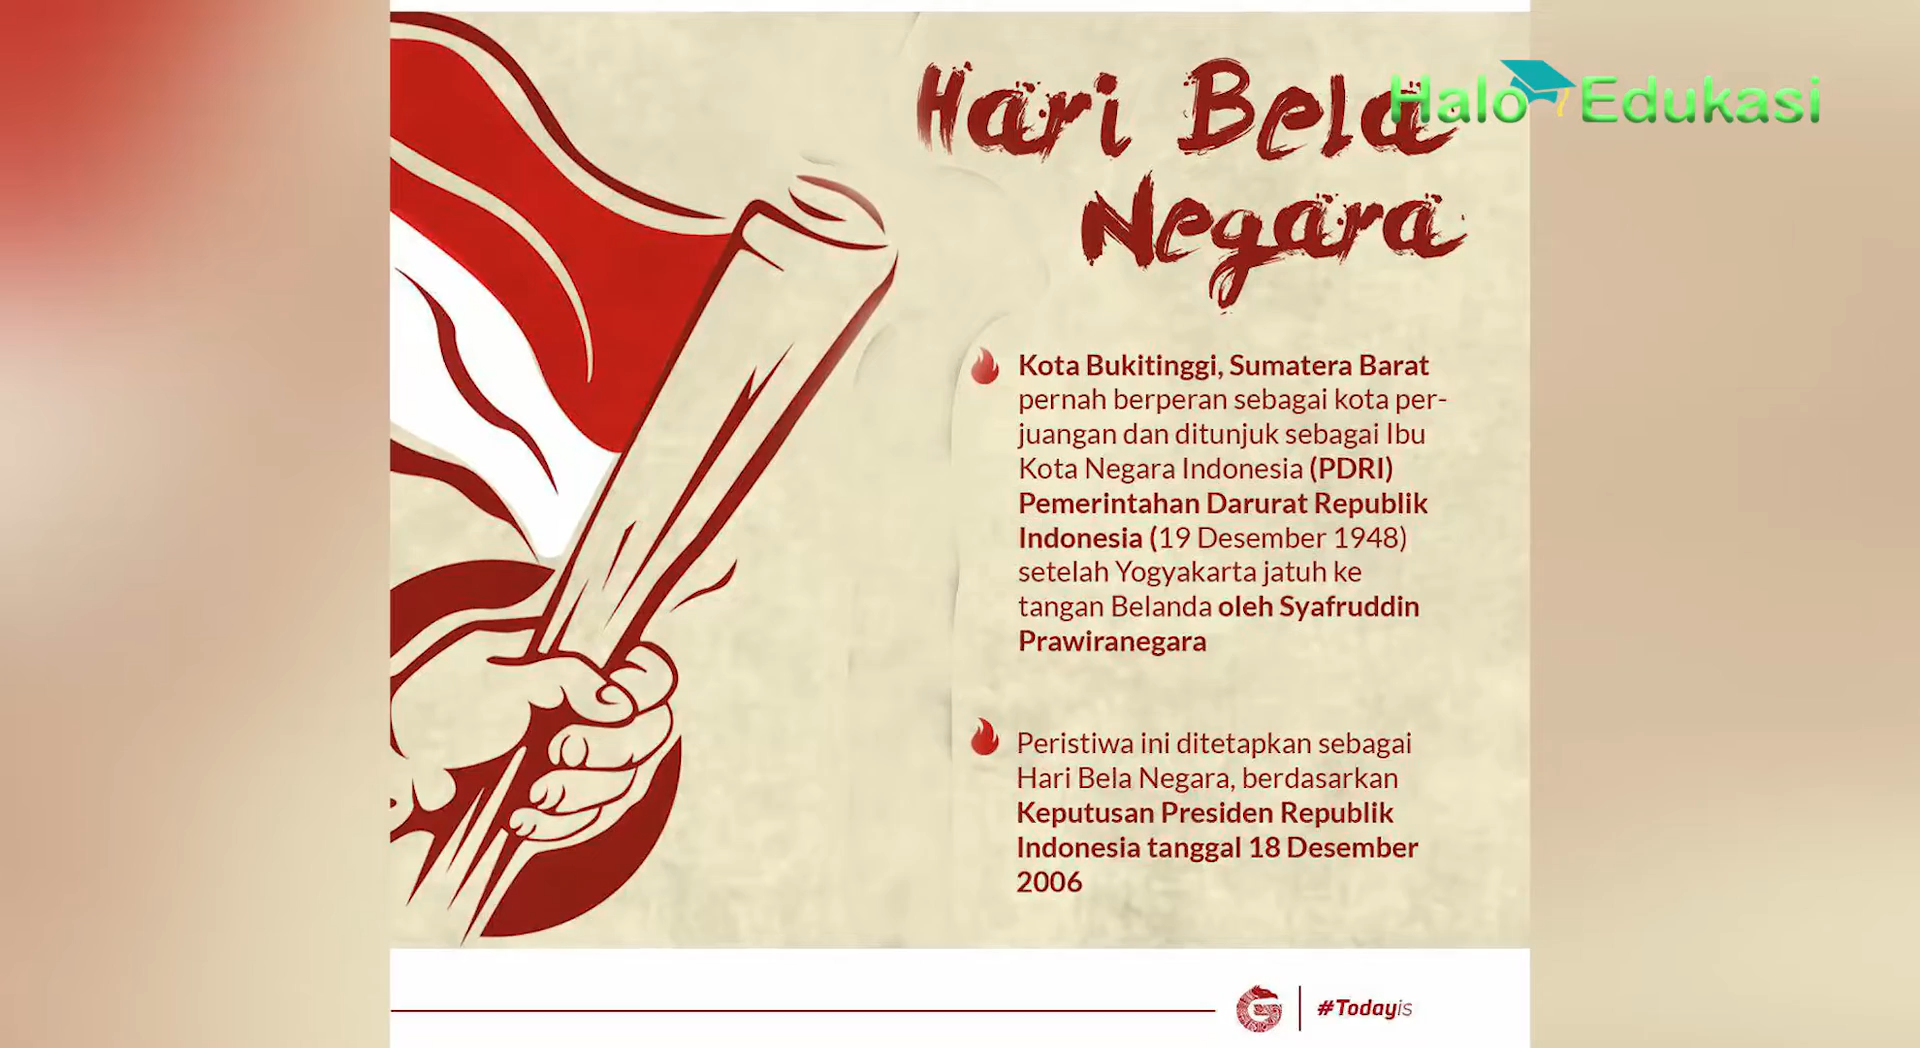 Hari Bela
Halo Edukasi
Negara
Kota Bukitinggi, Sumatera Barat
pernah berperan sebagai kota per-
juangan dan ditunjuk sebagai Ibu
Kota Negara Indonesia (PDRI)
Pemerintahan Darurat Republik
Indonesia (19 Desember 1948)
setelah Yogyakarta jatuh ke
tangan Belanda oleh Syafruddin
Prawiranegara
Peristiwa ini ditetapkan sebagai
Hari Bela Negara, berdasarkan
Keputusan Presiden Republik
Indonesia tanggal 18 Desember
2006
#Todayis